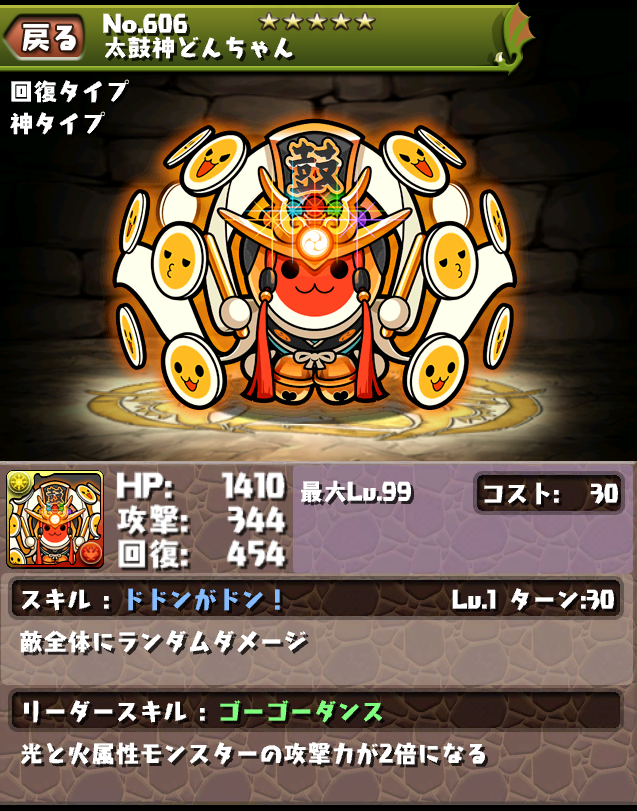 戻る
No.606
太鼓神どんちゃん
回復タイプ
神タイプ
鼓
HP: 1410
攻撃: 344
回復: 454
最大Lv.99
コスト: 30
スキル : ドドンがドン！
Lv.1 ターン:30
敵全体にランダムダメージ
リーダースキル : ゴーゴーダンス
光と火属性モンスターの攻撃力が2倍になる